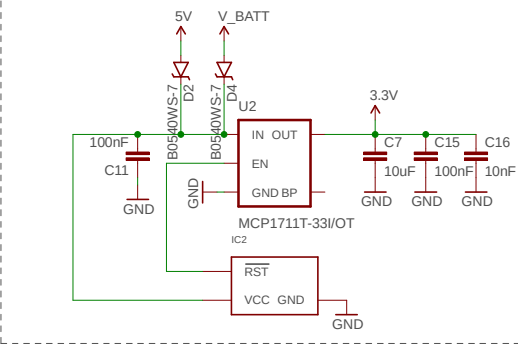 5V
V_BATT
B0540WS-7
D2
B0540WS-7
D4
U2
3.3V
100nF
C11
GND
IN OUT
EN
GND BP
GND
MCP1711T-33I/OT
C7
10uF
GND
C15
100nF
GND
C16
10nF
GND
IC2
RST
VCC GND
GND